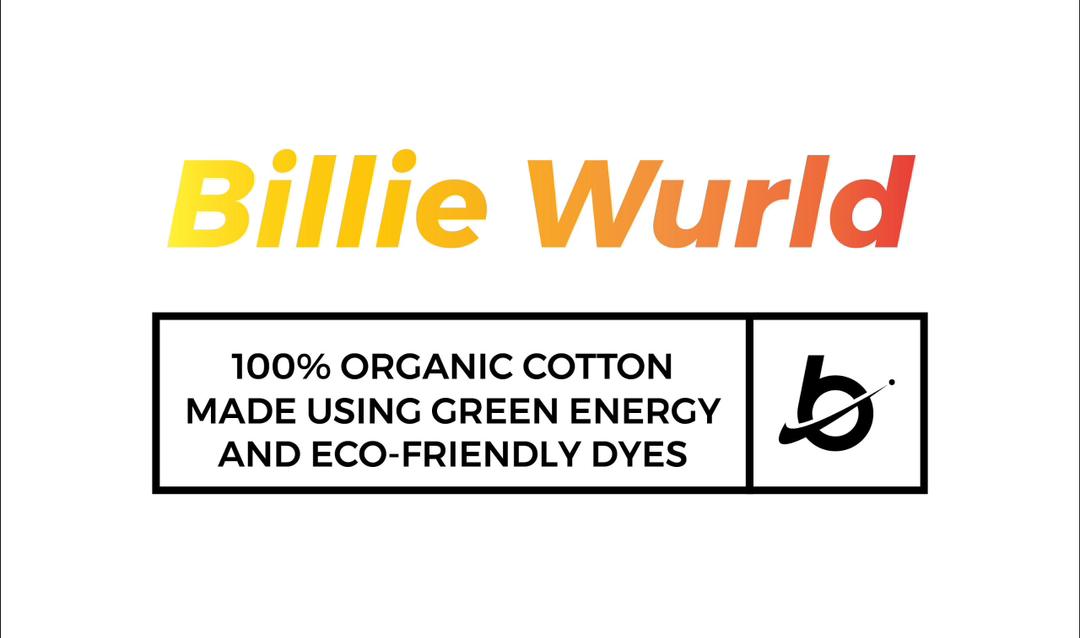 Billie Wurld
100% ORGANIC COTTON
MADE USING GREEN ENERGY
AND ECO-FRIENDLY DYES
b